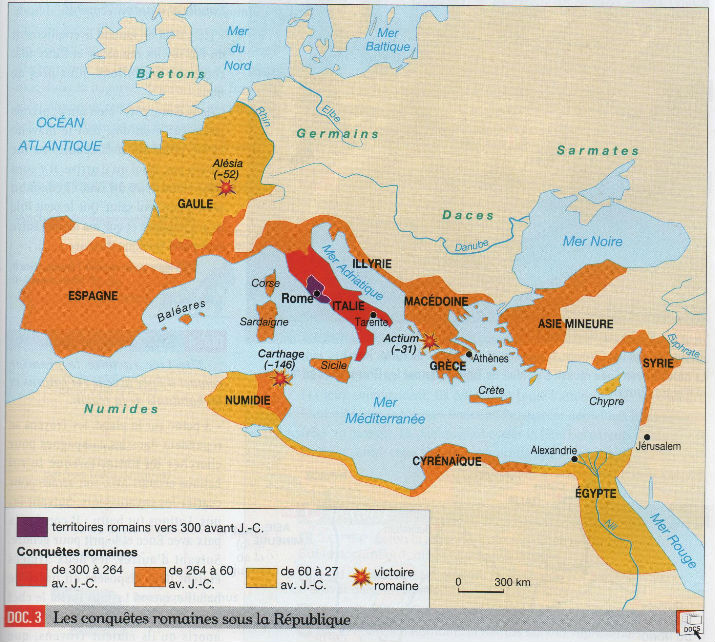 Mer
du
Nord
Mer
Baltique
Bretons
OCÉAN
ATLANTIQUE
Rhin
Elbe
Germains
Sarmates
Alésia
(–52)
GAULE
Daces
Danube
Mer Noire
Mer Adriatique
ILLYRIE
ESPAGNE
Baléares
Corse
Rome
ITALIE
MACÉDOINE
ASIE MINEURE
Sardaigne
Tarente
Actium
(–31)
Athènes
Euphrate
Carthage
(–146)
Sicile
GRÈCE
SYRIE
Numides
NUMIDIE
Crète
Chypre
Mer
Méditerranée
Jérusalem
CYRÉNAÏQUE
Alexandrie
ÉGYPTE
Nil
Mer Rouge
territoires romains vers 300 avant J.-C.
Conquêtes romaines
de 300 à 264
av. J.-C.
de 264 à 60
av. J.-C.
de 60 à 27
av. J.-C.
victoire
romaine
0 300 km
DOC. 3 Les conquêtes romaines sous la République
DOCS